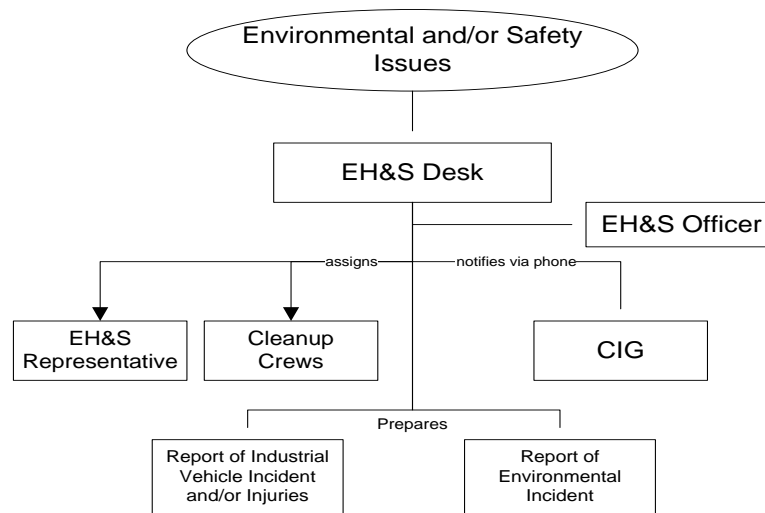 Environmental and/or Safety
Issues
EH&S Desk
EH&S Officer
assigns
notifies via phone
EH&S
Representative
Cleanup
Crews
CIG
Prepares
Report of Industrial
Vehicle Incident
and/or Injuries
Report of
Environmental
Incident